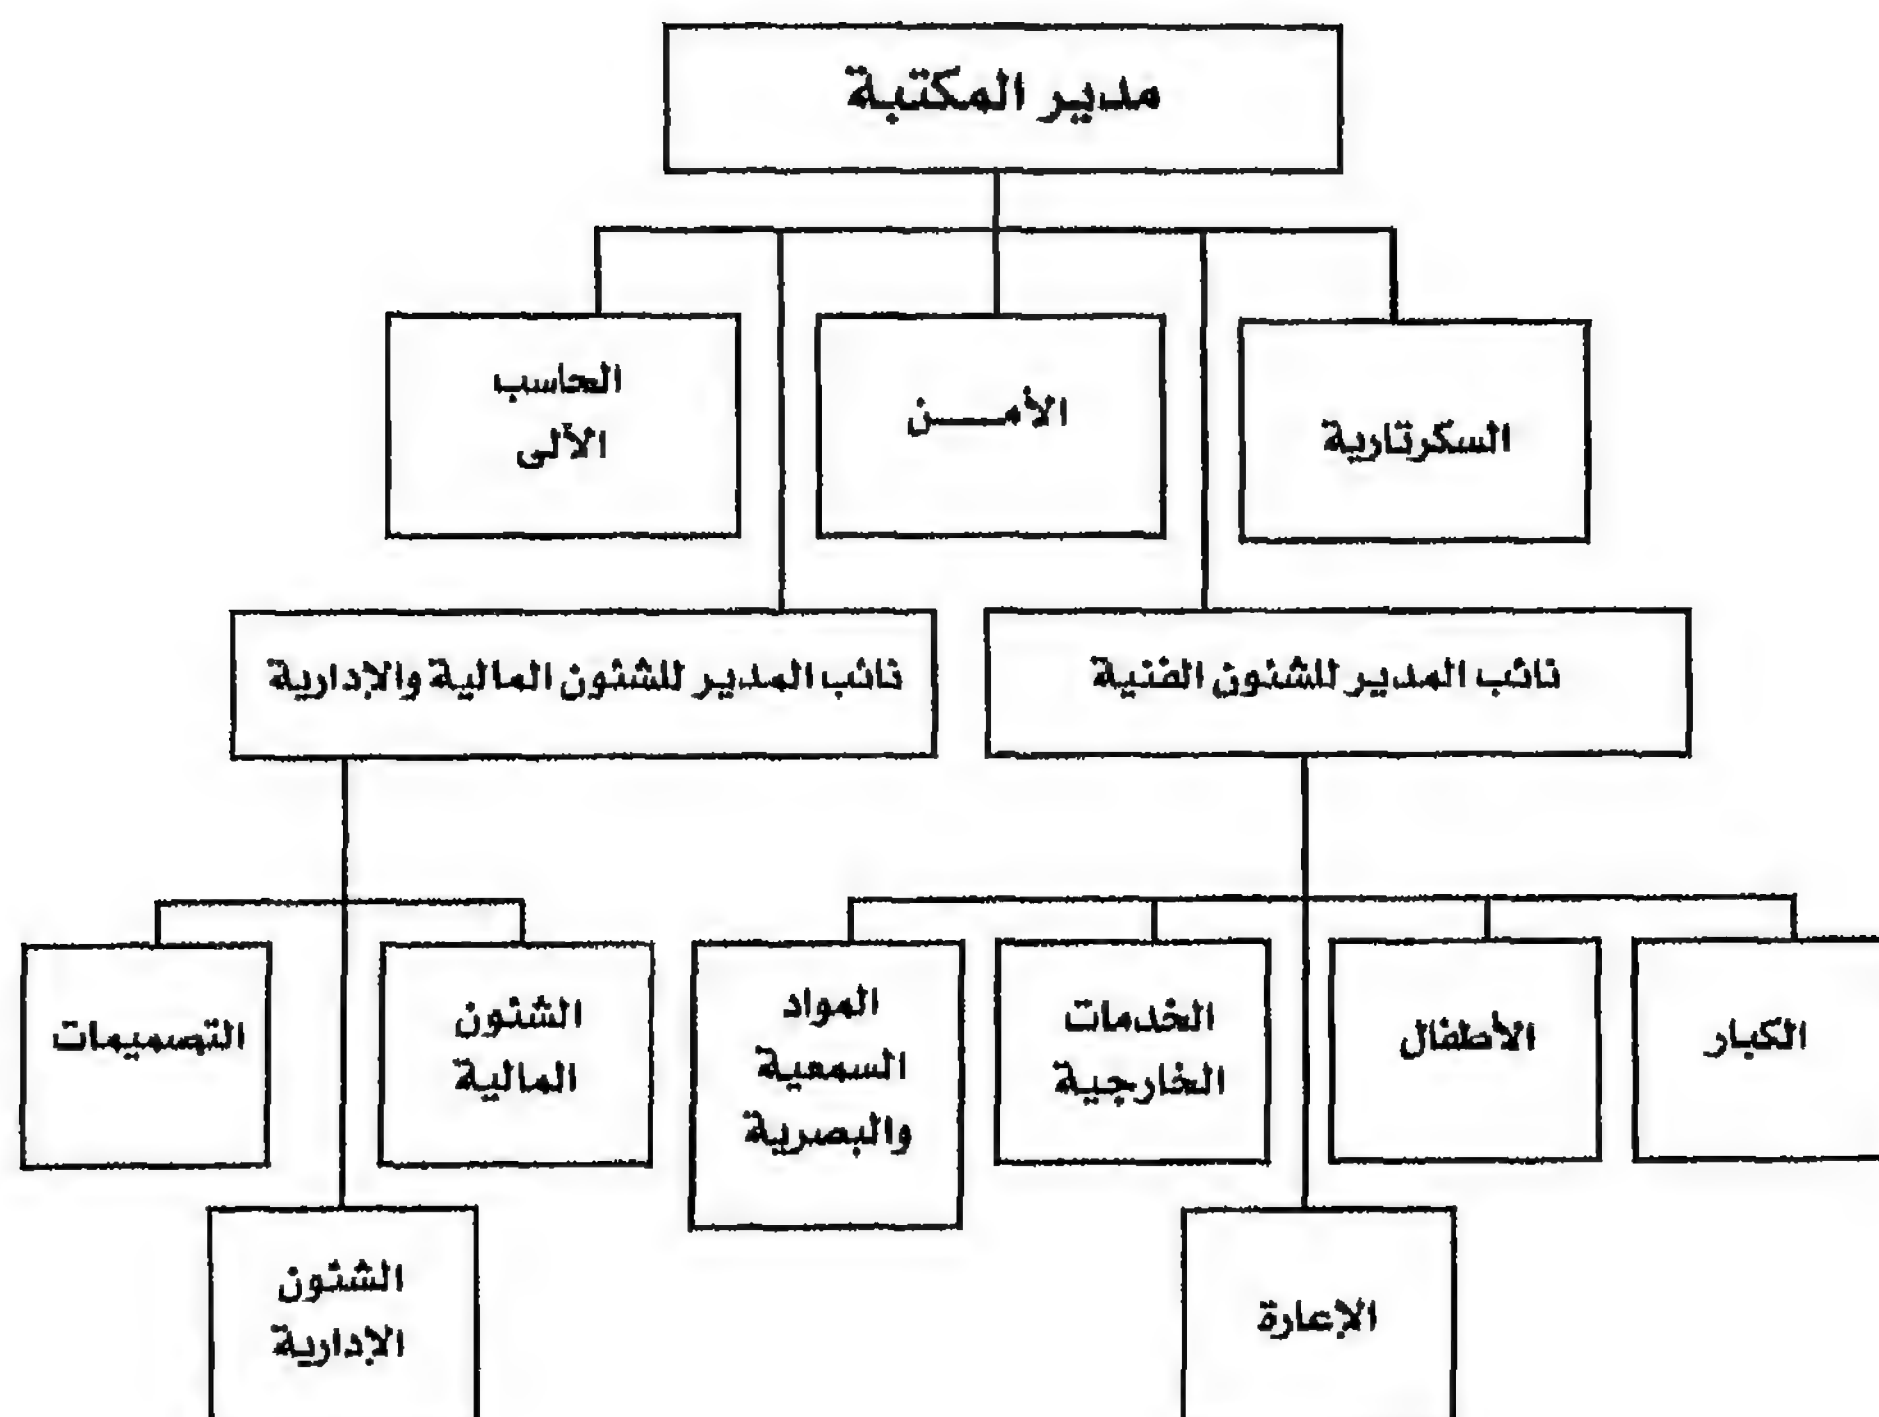 مدير المكتبة
السكرتارية
الأمـــن
الحاسب
الآلى
نائب المدير للشئون الفنية
نائب المدير للشئون المالية والإدارية
الكبار
الأطفال
الخدمات
الخارجية
المواد
السمعية
والبصرية
الشئون
المالية
التصميمات
الإعارة
الشئون
الإدارية